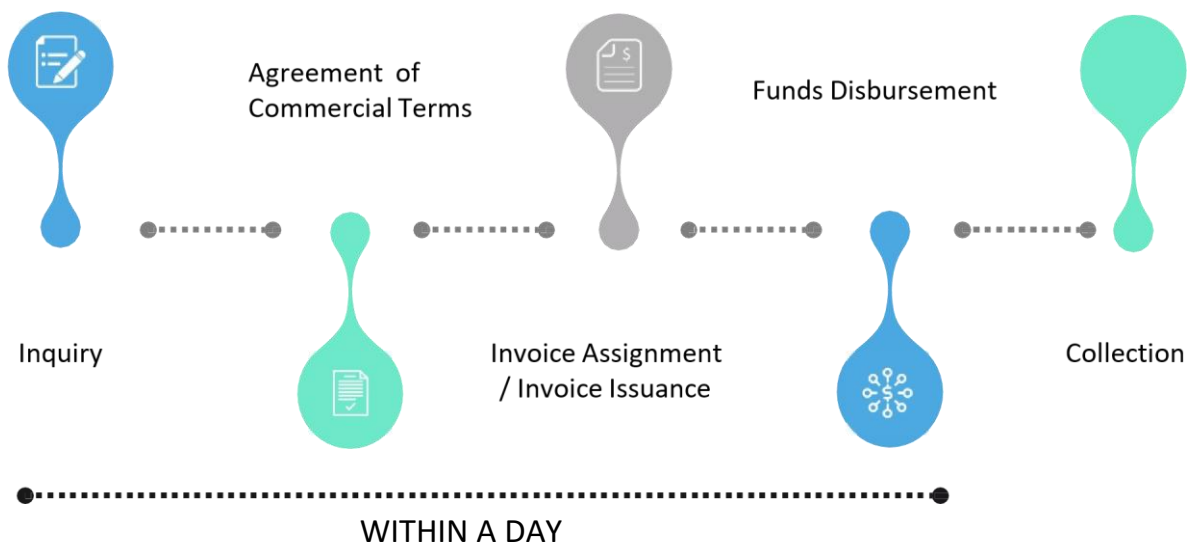 Agreement of
Commercial Terms
Funds Disbursement
$
Inquiry
Invoice Assignment
/ Invoice Issuance
Collection
$
WITHIN A DAY